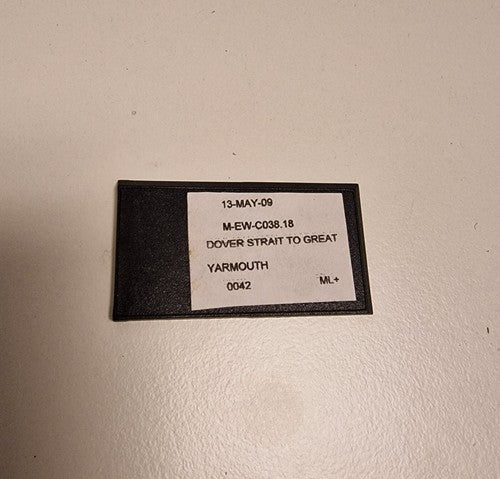 13-MAY-09
M-EW-C038.18
DOVER STRAIT TO GREAT
YARMOUTH
0042 ML+